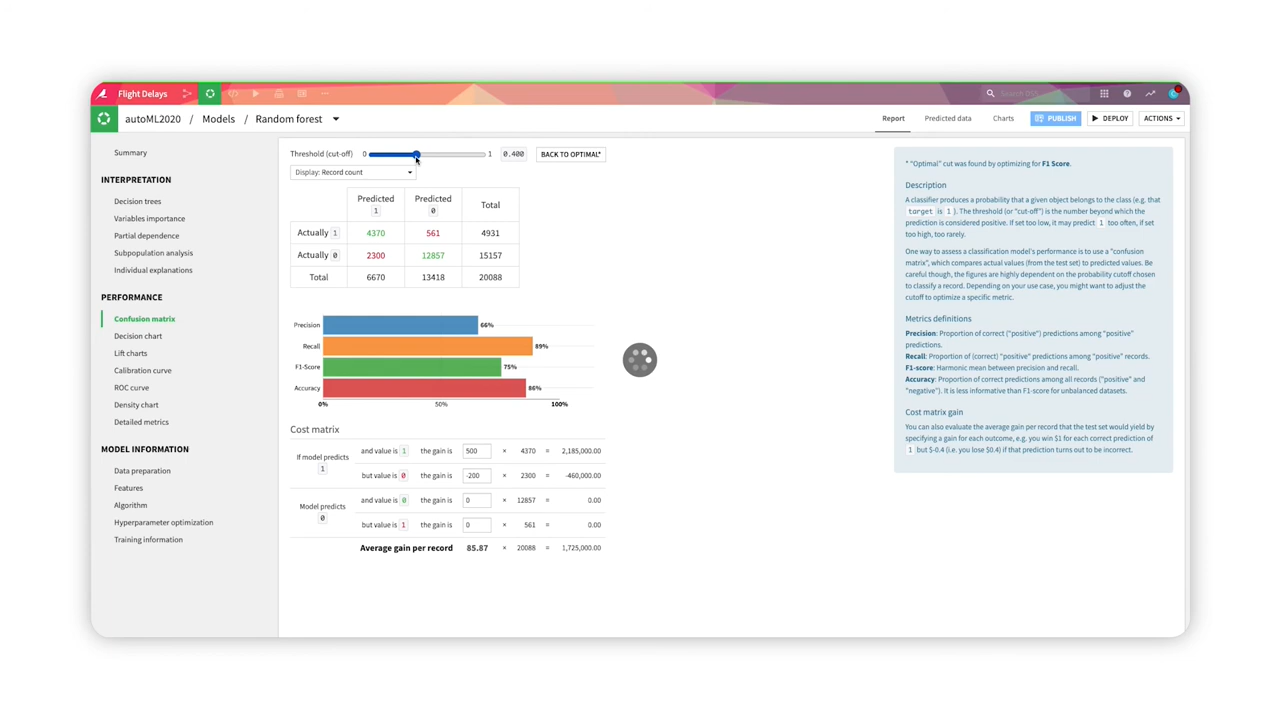 Flight Delays
Search DSS...
autoML2020 / Models / Random forest
Report Predicted data Charts PUBLISH DEPLOY ACTIONS
Summary
INTERPRETATION
Decision trees
Variables importance
Partial dependence
Subpopulation analysis
Individual explanations
PERFORMANCE
Confusion matrix
Decision chart
Lift charts
Calibration curve
ROC curve
Density chart
Detailed metrics
MODEL INFORMATION
Data preparation
Features
Algorithm
Hyperparameter optimization
Training information
Threshold (cut-off) 0 1 0.400 BACK TO OPTIMAL*
Display: Record count
Predicted 1 Predicted 0 Total
Actually 1 4370 561 4931
Actually 0 2300 12857 15157
Total 6670 13418 20088
Precision 66%
Recall 89%
F1-Score 75%
Accuracy 86%
0% 50% 100%
Cost matrix
If model predicts 1
and value is 1 the gain is 500 × 4370 = 2,185,000.00
but value is 0 the gain is -200 × 2300 = -460,000.00
Model predicts 0
and value is 0 the gain is 0 × 12857 = 0.00
but value is 1 the gain is 0 × 561 = 0.00
Average gain per record 85.87 × 20088 = 1,725,000.00
* "Optimal" cut was found by optimizing for F1 Score.
Description
A classifier produces a probability that a given object belongs to the class (e.g. that
target is 1 ). The threshold (or "cut-off") is the number beyond which the
prediction is considered positive. If set too low, it may predict 1 too often, if set
too high, too rarely.
One way to assess a classification model's performance is to use a "confusion
matrix", which compares actual values (from the test set) to predicted values. Be
careful though, the figures are highly dependent on the probability cutoff chosen
to classify a record. Depending on your use case, you might want to adjust the
cutoff to optimize a specific metric.
Metrics definitions
Precision: Proportion of correct ("positive") predictions among "positive"
predictions.
Recall: Proportion of (correct) "positive" predictions among "positive" records.
F1-score: Harmonic mean between precision and recall.
Accuracy: Proportion of correct predictions among all records ("positive" and
"negative"). It is less informative than F1-score for unbalanced datasets.
Cost matrix gain
You can also evaluate the average gain per record that the test set would yield by
specifying a gain for each outcome, e.g. you win $1 for each correct prediction of
1 but $-0.4 (i.e. you lose $0.4) if that prediction turns out to be incorrect.